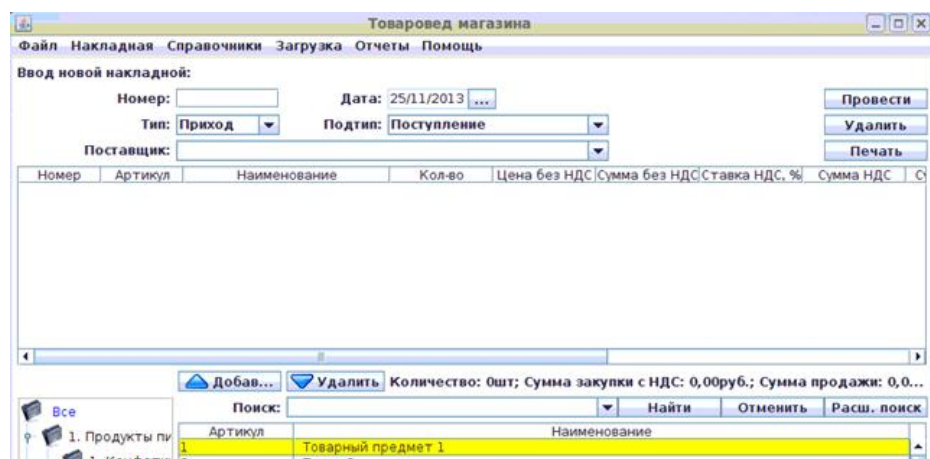 Товаровед магазина
Файл Накладная Справочники Загрузка Отчеты Помощь
Ввод новой накладной:
Номер: Дата: 25/11/2013 ... Провести
Тип: Приход Подтип: Поступление Удалить
Поставщик: Печать
Номер Артикул Наименование Кол-во Цена без НДС Сумма без НДС Ставка НДС, % Сумма НДС
Добав... Удалить Количество: 0шт; Сумма закупки с НДС: 0,00руб.; Сумма продажи: 0,0...
Все Поиск: Найти Отменить Расш. поиск
1. Продукты пи Артикул Наименование
1 Товарный предмет 1